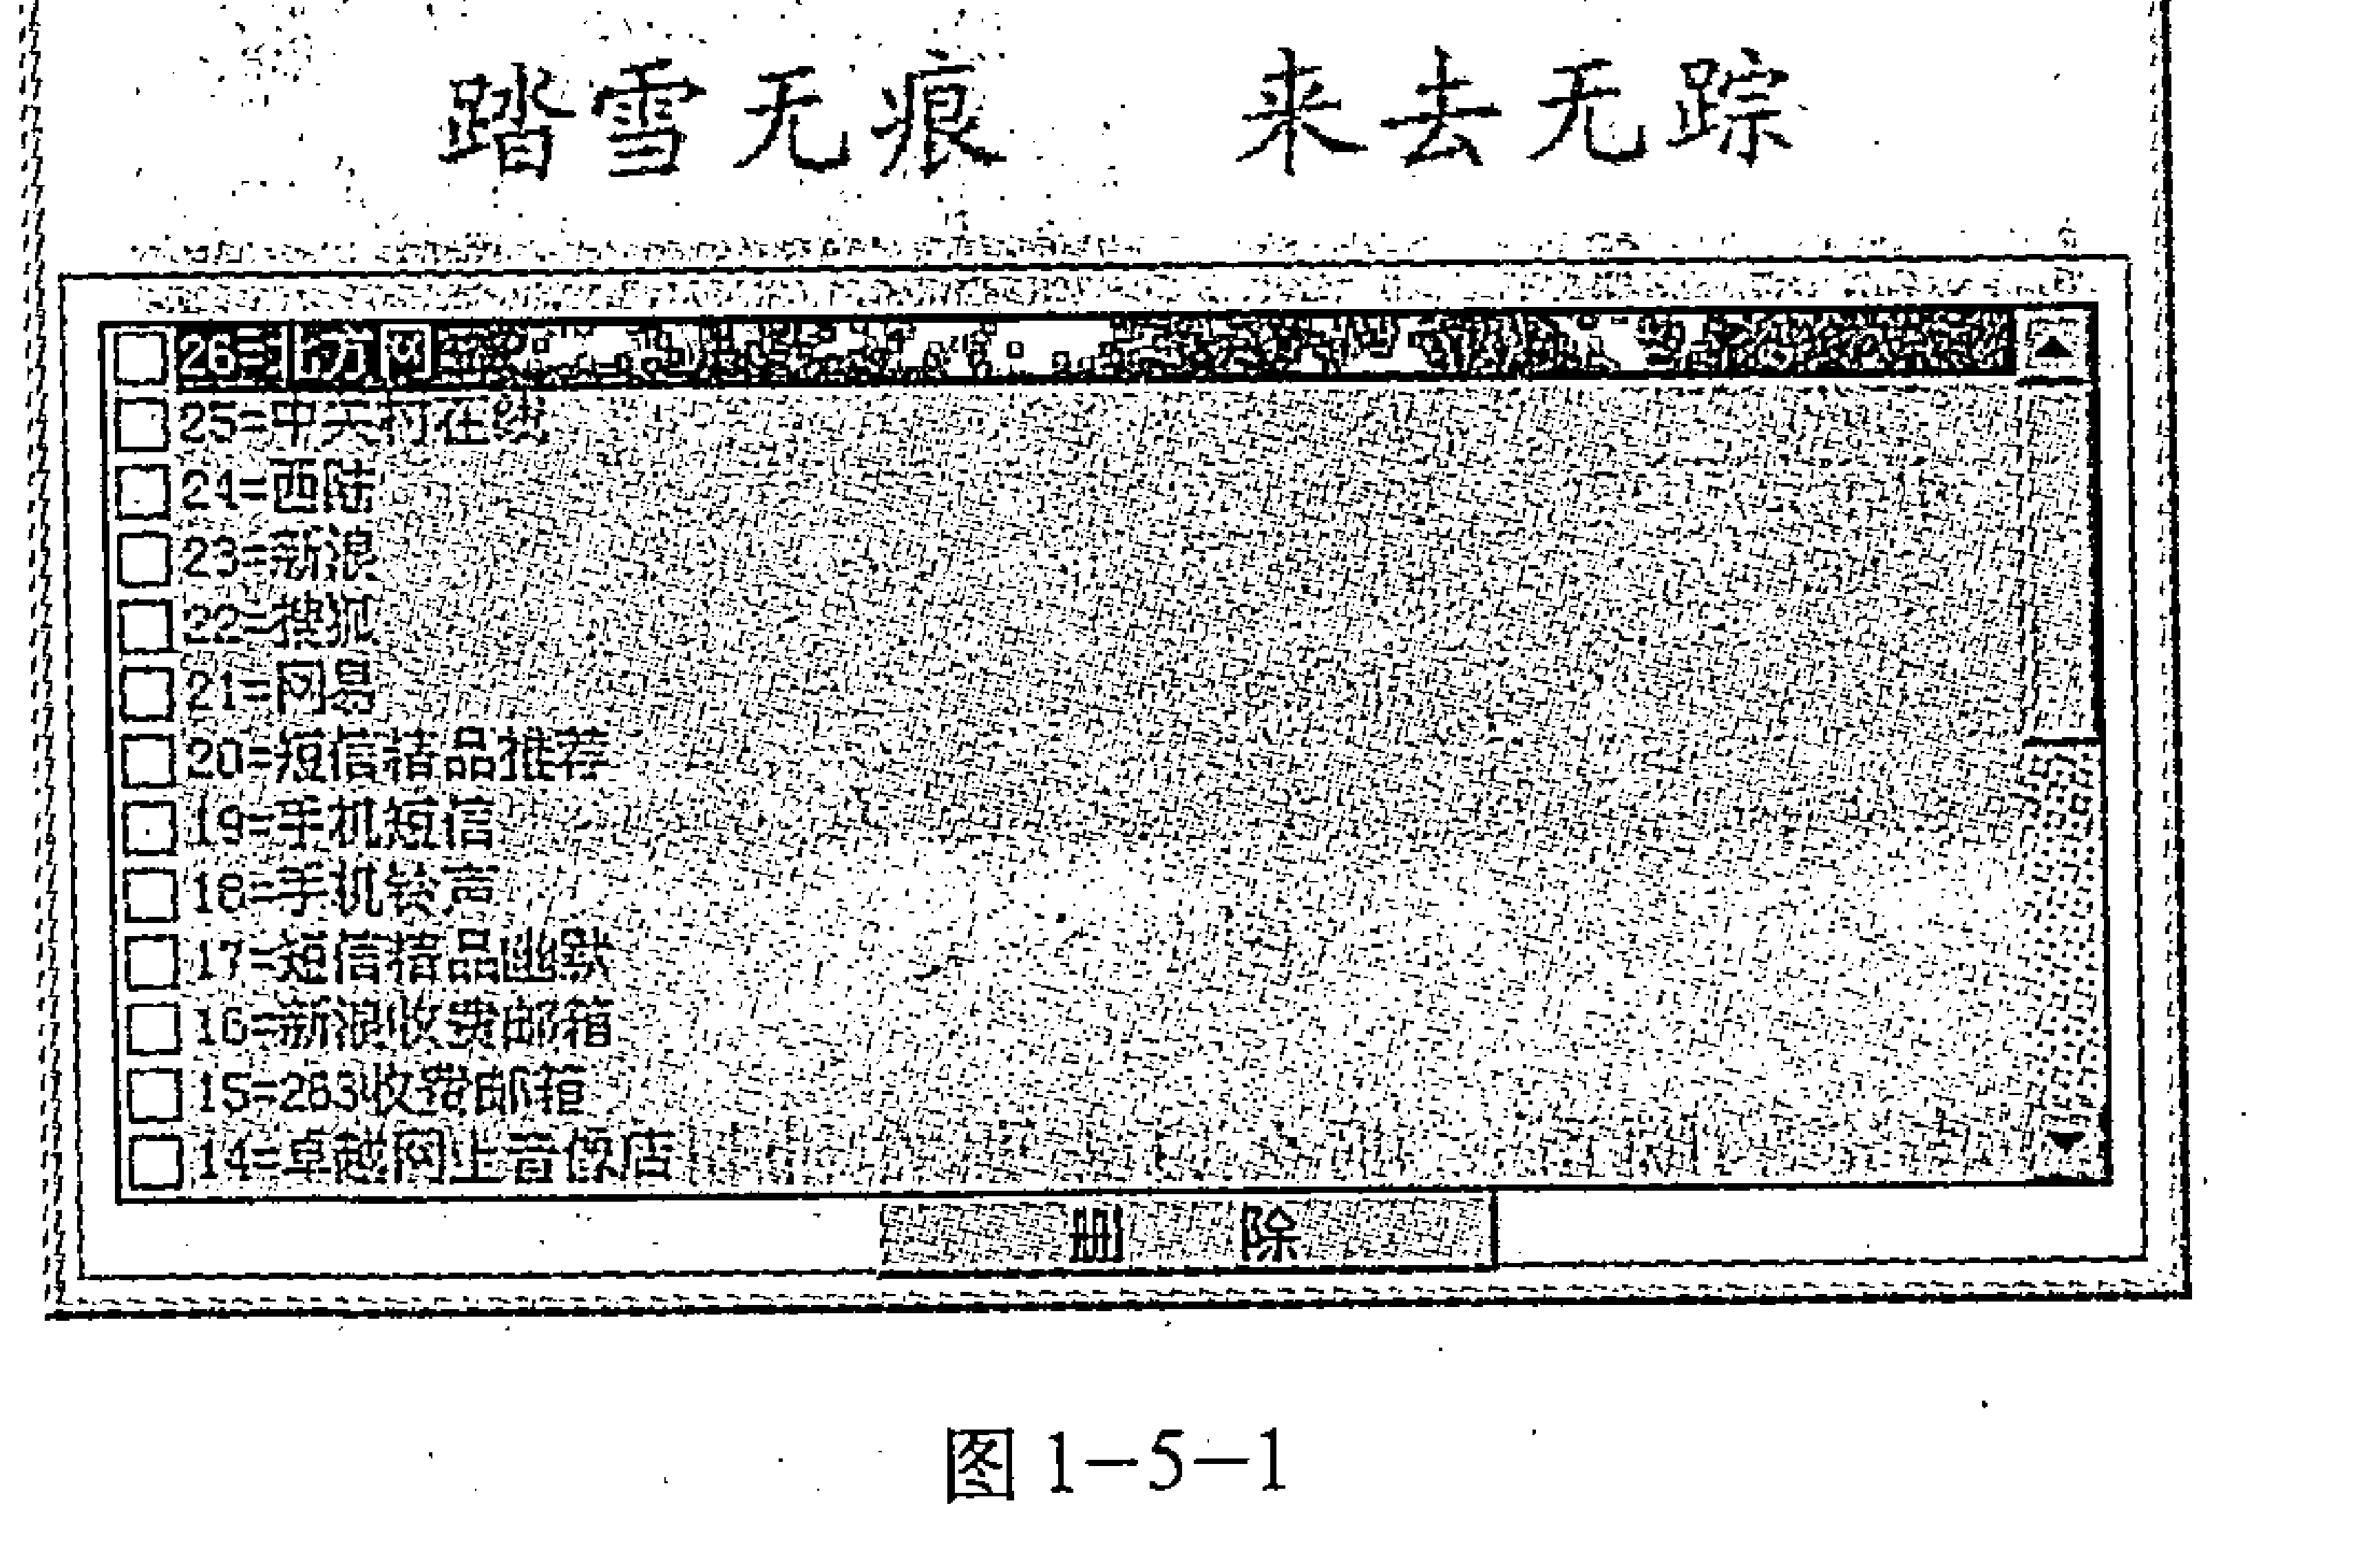 踏雪无痕 来去无踪
26=北方网
25=中关村在线
24=西陆
23=新浪
22=搜狐
21=网易
20=短信精品推荐
19=手机短信
18=手机铃声
17=短信精品幽默
16=新浪收费邮箱
15=263收费邮箱
14=卓越网上音像店
删 除
图 1-5-1